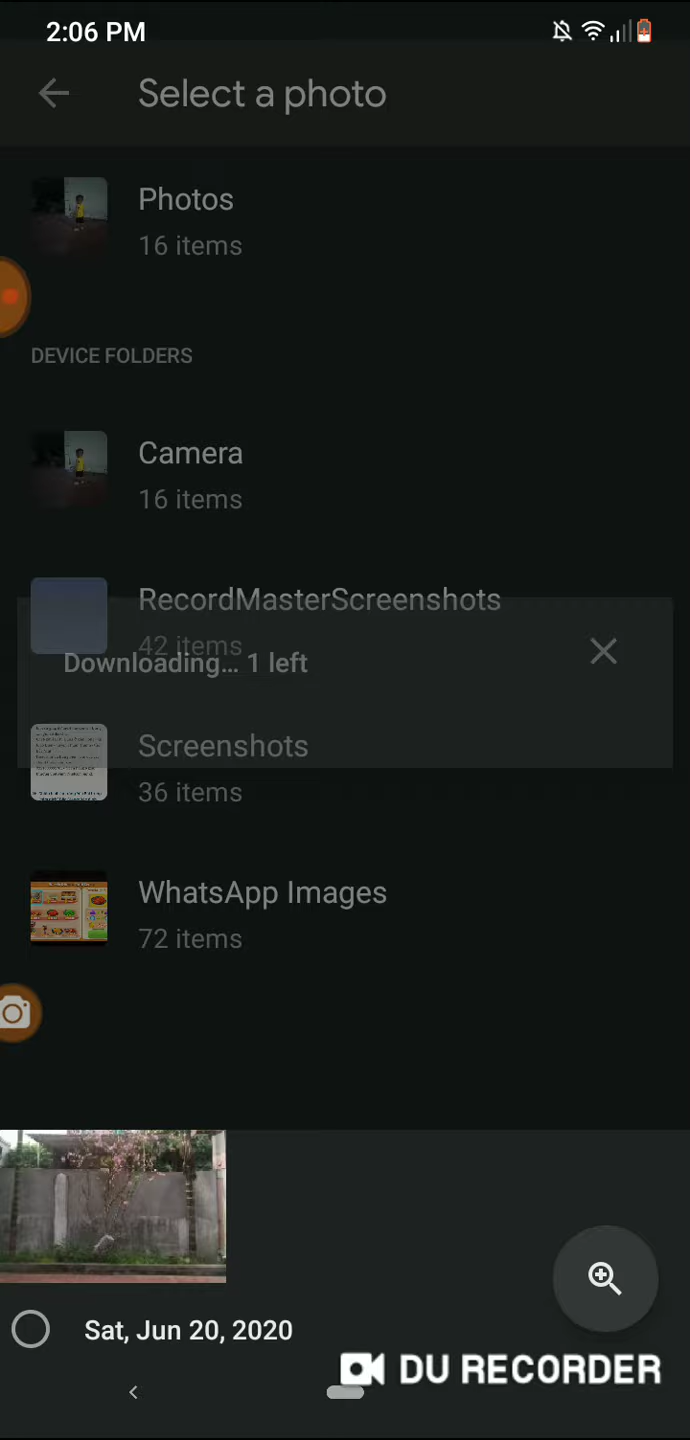 2:06 PM
Select a photo
Photos
16 items
DEVICE FOLDERS
Camera
16 items
RecordMasterScreenshots
42 items
Downloading... 1 left
Screenshots
36 items
WhatsApp Images
72 items
Sat, Jun 20, 2020
DU RECORDER